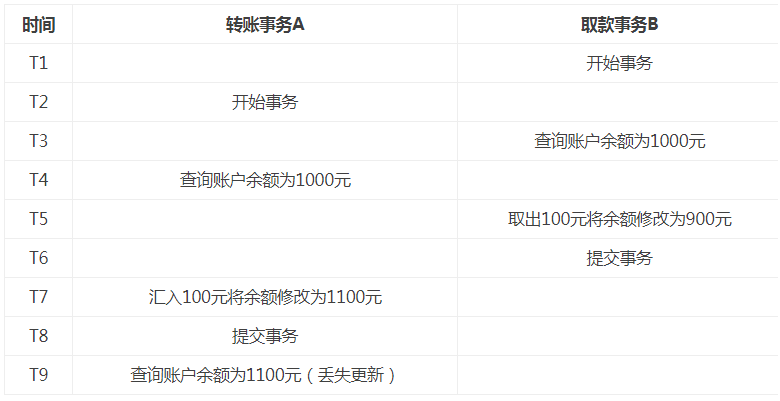 时间 转账事务A 取款事务B
T1 开始事务
T2 开始事务
T3 查询账户余额为1000元
T4 查询账户余额为1000元
T5 取出100元将余额修改为900元
T6 提交事务
T7 汇入100元将余额修改为1100元
T8 提交事务
T9 查询账户余额为1100元（丢失更新）